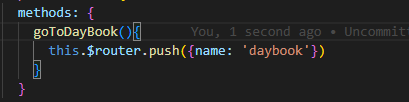 methods: {
goToDayBook(){ You, 1 second ago • Uncommitt
this.$router.push({name: 'daybook'})
}
}